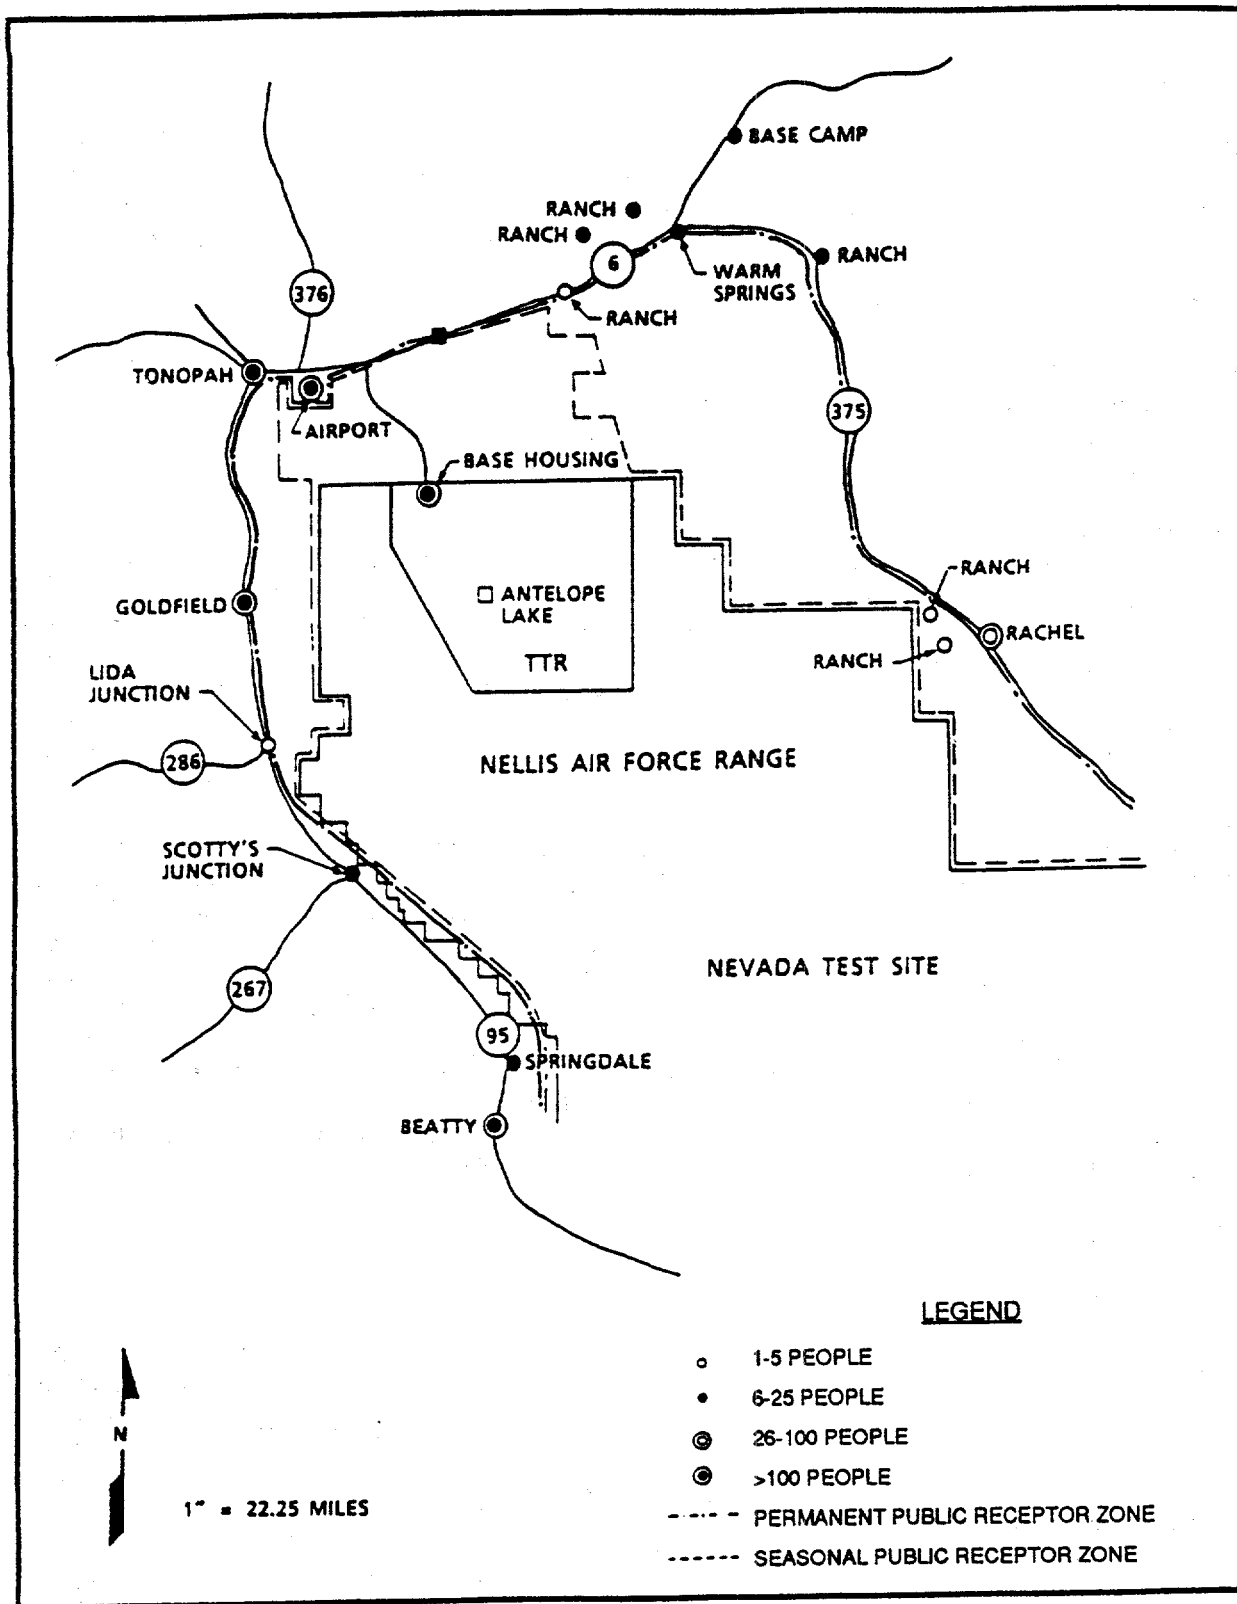 BASE CAMP
RANCH
RANCH
6
RANCH
WARM
SPRINGS
376
RANCH
TONOPAH
375
AIRPORT
BASE HOUSING
RANCH
ANTELOPE
LAKE
GOLDFIELD
RACHEL
RANCH
TTR
LIDA
JUNCTION
286
NELLIS AIR FORCE RANGE
SCOTTY'S
JUNCTION
NEVADA TEST SITE
267
95
SPRINGDALE
BEATTY
LEGEND
1-5 PEOPLE
6-25 PEOPLE
26-100 PEOPLE
>100 PEOPLE
PERMANENT PUBLIC RECEPTOR ZONE
SEASONAL PUBLIC RECEPTOR ZONE
N
1" = 22.25 MILES